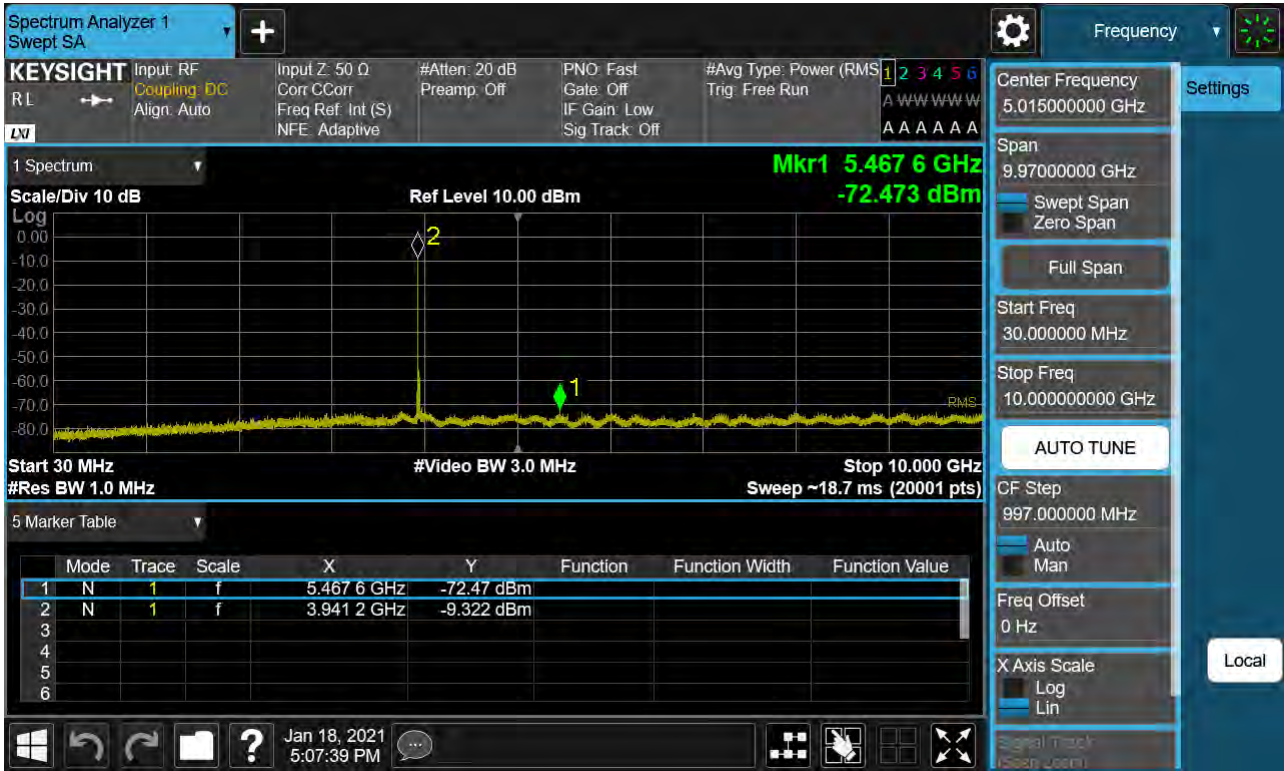 Spectrum Analyzer 1
Swept SA
+
Frequency
KEYSIGHT
RL
LXI
Input: RF
Coupling: DC
Align: Auto
Input Z: 50 Ω
Corr CCorr
Freq Ref: Int (S)
NFE: Adaptive
#Atten: 20 dB
Preamp: Off
PNO: Fast
Gate: Off
IF Gain: Low
Sig Track: Off
#Avg Type: Power (RMS
Trig: Free Run
1 2 3 4 5 6
A W W W W W
A A A A A A
1 Spectrum
Scale/Div 10 dB
Ref Level 10.00 dBm
Mkr1 5.467 6 GHz
-72.473 dBm
Log
0.00
-10.0
-20.0
-30.0
-40.0
-50.0
-60.0
-70.0
-80.0
2
1
RMS
Start 30 MHz
#Video BW 3.0 MHz
Stop 10.000 GHz
#Res BW 1.0 MHz
Sweep ~18.7 ms (20001 pts)
5 Marker Table
Mode Trace Scale X Y Function Function Width Function Value
1 N 1 f 5.467 6 GHz -72.47 dBm
2 N 1 f 3.941 2 GHz -9.322 dBm
3
4
5
6
?
Jan 18, 2021
5:07:39 PM
Center Frequency
5.015000000 GHz
Span
9.97000000 GHz
Swept Span
Zero Span
Full Span
Start Freq
30.000000 MHz
Stop Freq
10.000000000 GHz
AUTO TUNE
CF Step
997.000000 MHz
Auto
Man
Freq Offset
0 Hz
X Axis Scale
Log
Lin
Signal Track
(Span Zoom)
Settings
Local